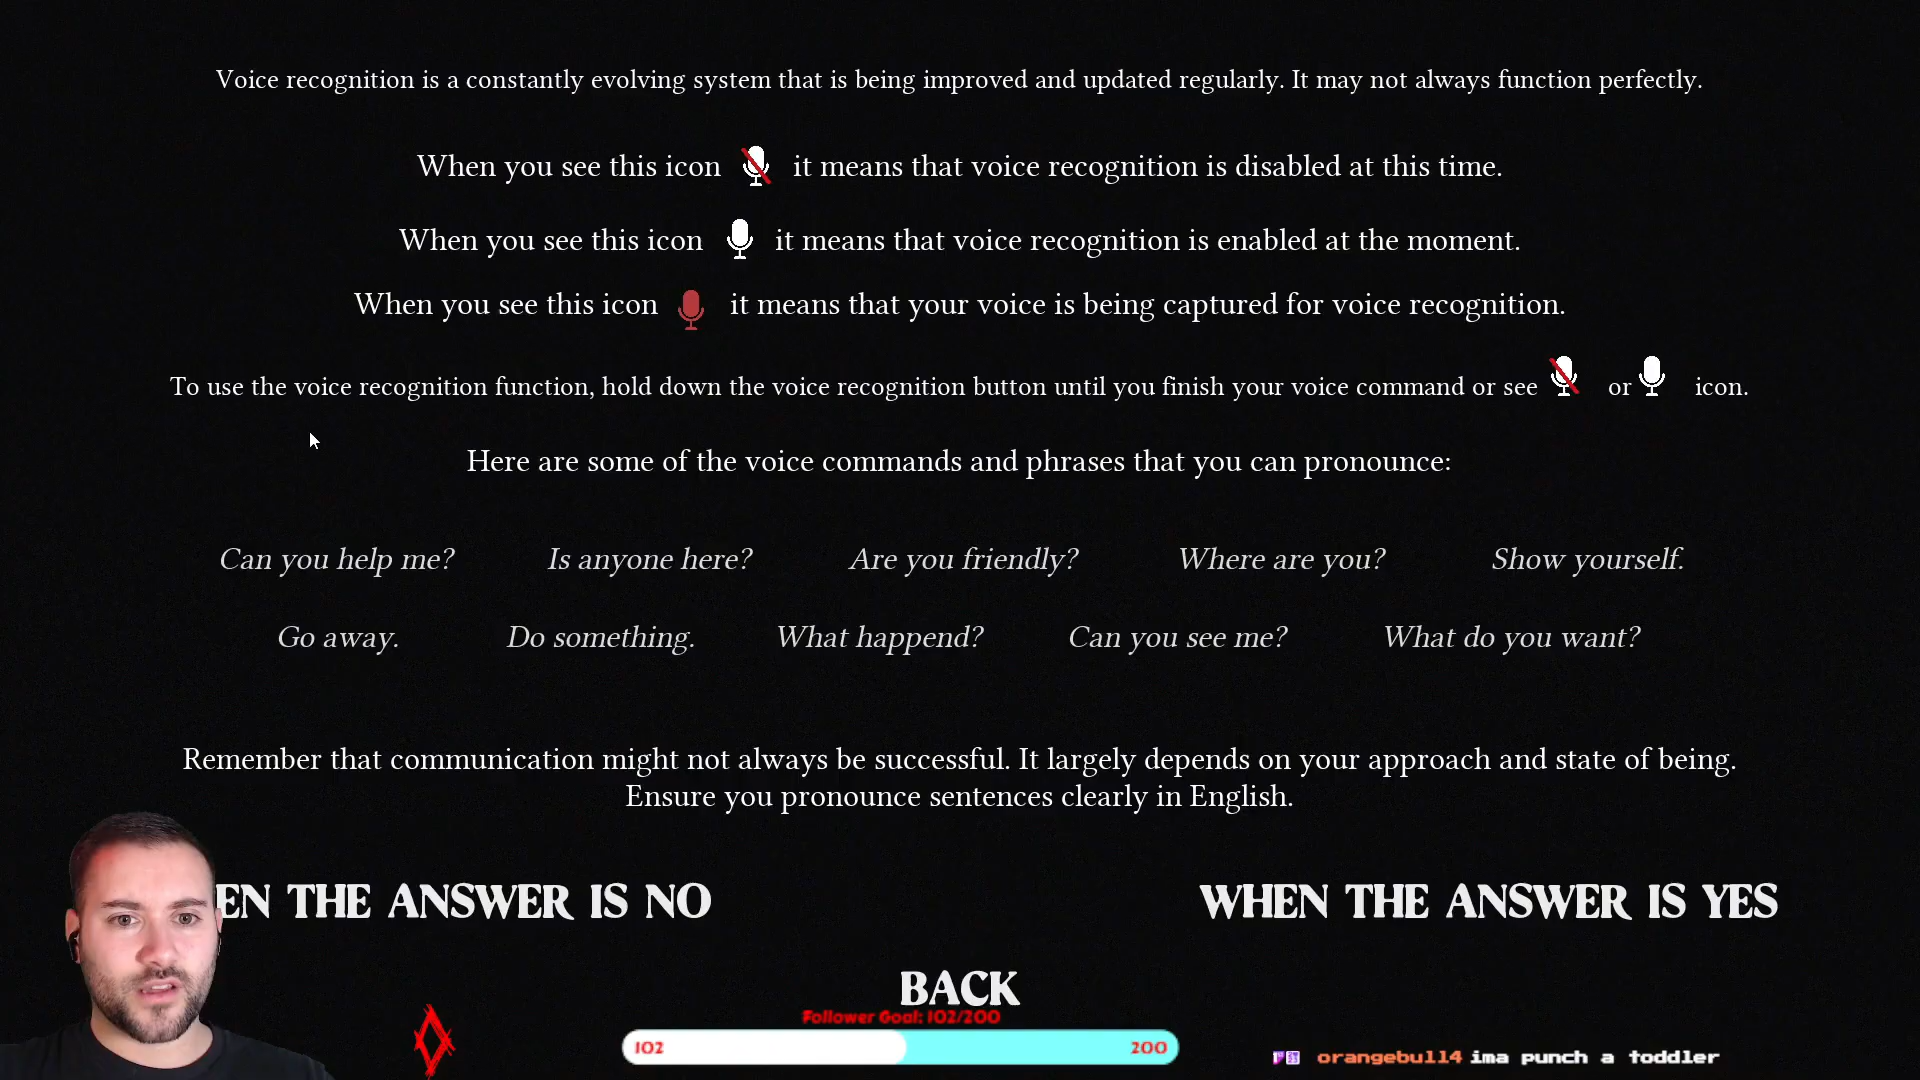 Voice recognition is a constantly evolving system that is being improved and updated regularly. It may not always function perfectly.
When you see this icon it means that voice recognition is disabled at this time.
When you see this icon it means that voice recognition is enabled at the moment.
When you see this icon it means that your voice is being captured for voice recognition.
To use the voice recognition function, hold down the voice recognition button until you finish your voice command or see or icon.
Here are some of the voice commands and phrases that you can pronounce:
Can you help me? Is anyone here? Are you friendly? Where are you? Show yourself.
Go away. Do something. What happend? Can you see me? What do you want?
Remember that communication might not always be successful. It largely depends on your approach and state of being.
Ensure you pronounce sentences clearly in English.
EN THE ANSWER IS NO WHEN THE ANSWER IS YES
BACK
Follower Goal: 102/200
102 200
orangebull4 ima punch a toddler